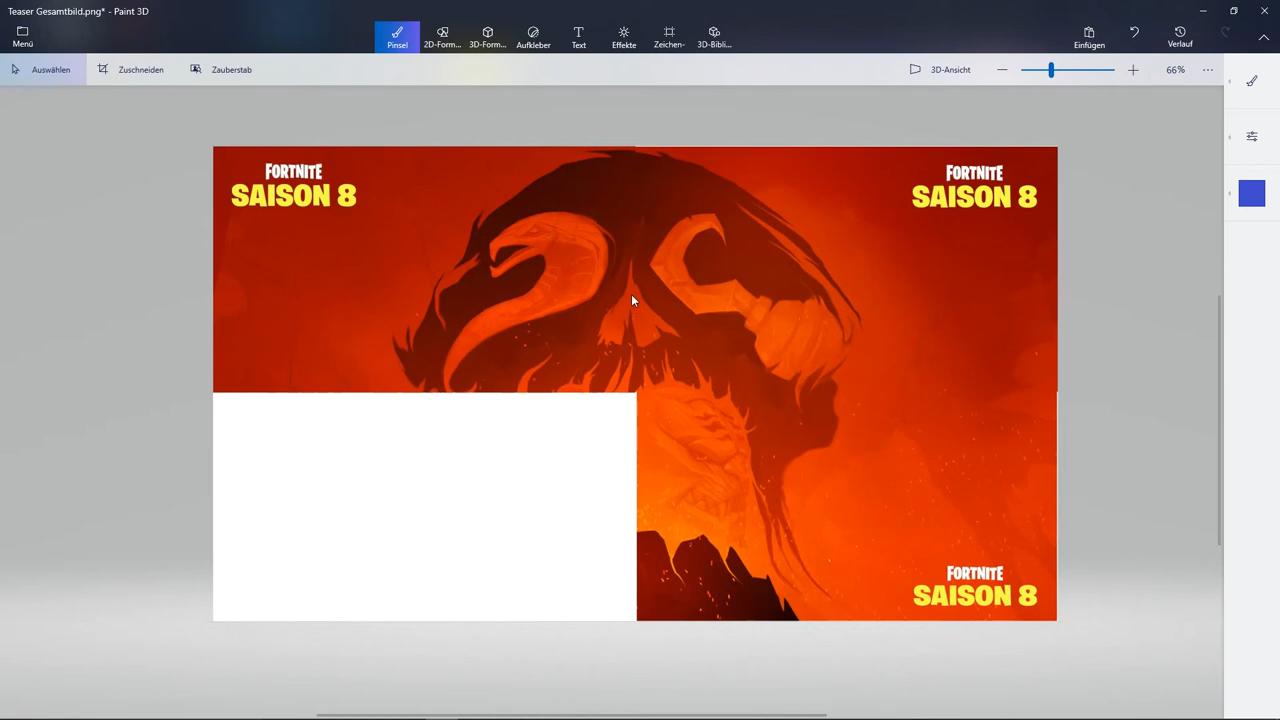 Teaser Gesamtbild.png* - Paint 3D
Menü
Pinsel
2D-Form...
3D-Form...
Aufkleber
Text
Effekte
Zeichen-
3D-Bibli...
Einfügen
Verlauf
Auswählen
Zuschneiden
Zauberstab
3D-Ansicht
66%
FORTNITE
SAISON 8
FORTNITE
SAISON 8
FORTNITE
SAISON 8